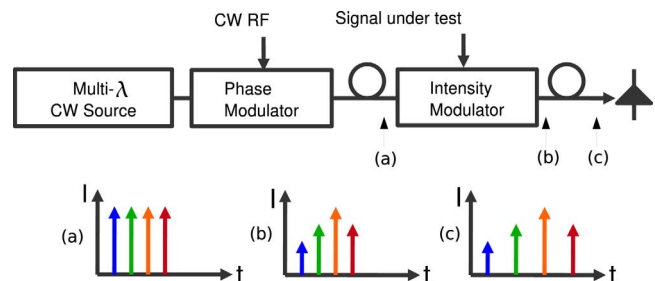 CW RF
Signal under test
Multi-λ
CW Source
Phase
Modulator
Intensity
Modulator
(a)
(b)
(c)
(a)
I
t
(b)
I
t
(c)
I
t